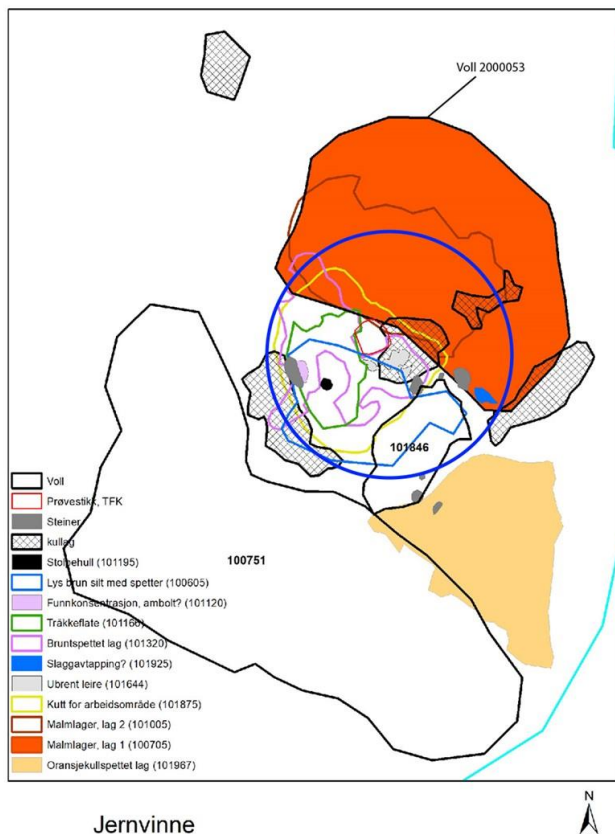 Voll 2000053
101846
100751
Voll
Prøvestikk, TFK
Steiner
kullag
Stolpehull (101195)
Lys brun silt med spetter (100605)
Funnkonsentrasjon, ambolt? (101120)
Tråkkeflate (101166)
Bruntspettet lag (101320)
Slaggavtapping? (101925)
Ubrent leire (101644)
Kutt for arbeidsområde (101875)
Malmlager, lag 2 (101005)
Malmlager, lag 1 (100705)
Oransjekullspettet lag (101967)
Jernvinne
N